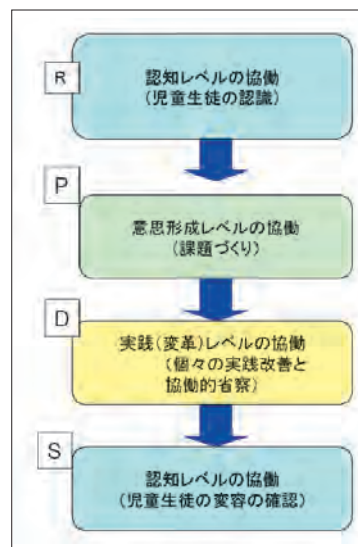 R
認知レベルの協働
(児童生徒の認識)
P
意思形成レベルの協働
(課題づくり)
D
実践(変革)レベルの協働
(個々の実践改善と
協働的省察)
S
認知レベルの協働
(児童生徒の変容の確認)